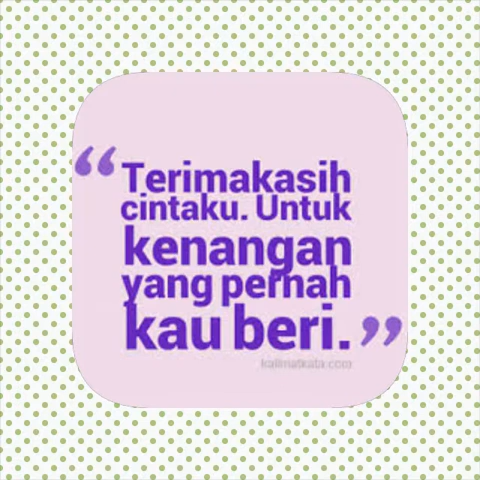 “Terimakasih
cintaku. Untuk
kenangan
yang pernah
kau beri.”
kalimatkata.com